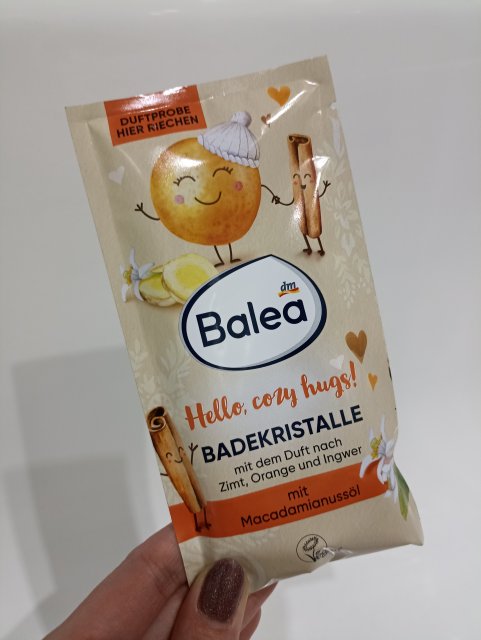 DUFTPROBE
HIER RIECHEN
dm
Balea
Hello, cozy hugs!
BADEKRISTALLE
mit dem Duft nach
Zimt, Orange und Ingwer
mit
Macadamianussöl